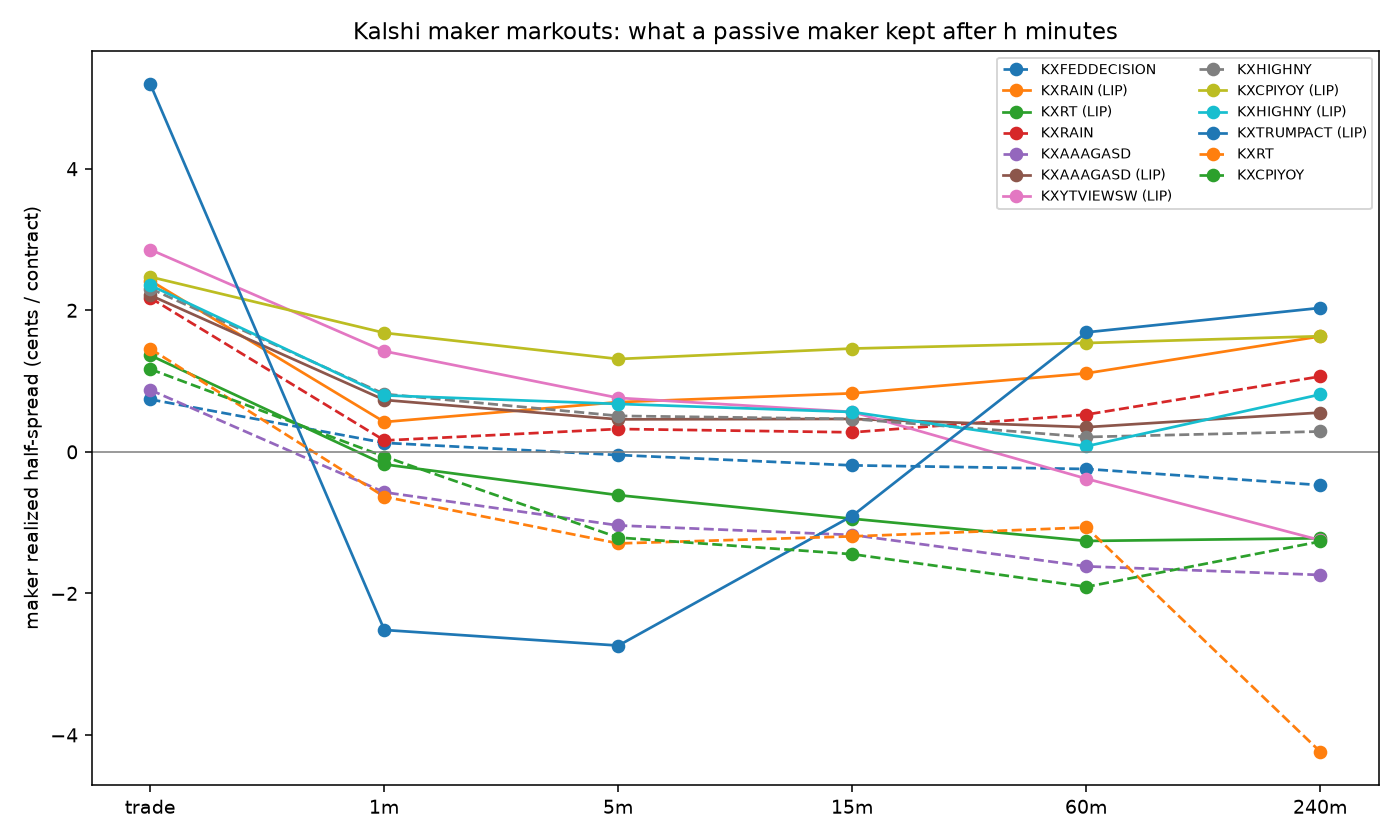 Kalshi maker markouts: what a passive maker kept after h minutes
maker realized half-spread (cents / contract)
4
2
0
−2
−4
KXFEDDECISION
KXRAIN (LIP)
KXRT (LIP)
KXRAIN
KXAAAGASD
KXAAAGASD (LIP)
KXYTVIEWSW (LIP)
KXHIGHNY
KXCPIYOY (LIP)
KXHIGHNY (LIP)
KXTRUMPACT (LIP)
KXRT
KXCPIYOY
trade
1m
5m
15m
60m
240m